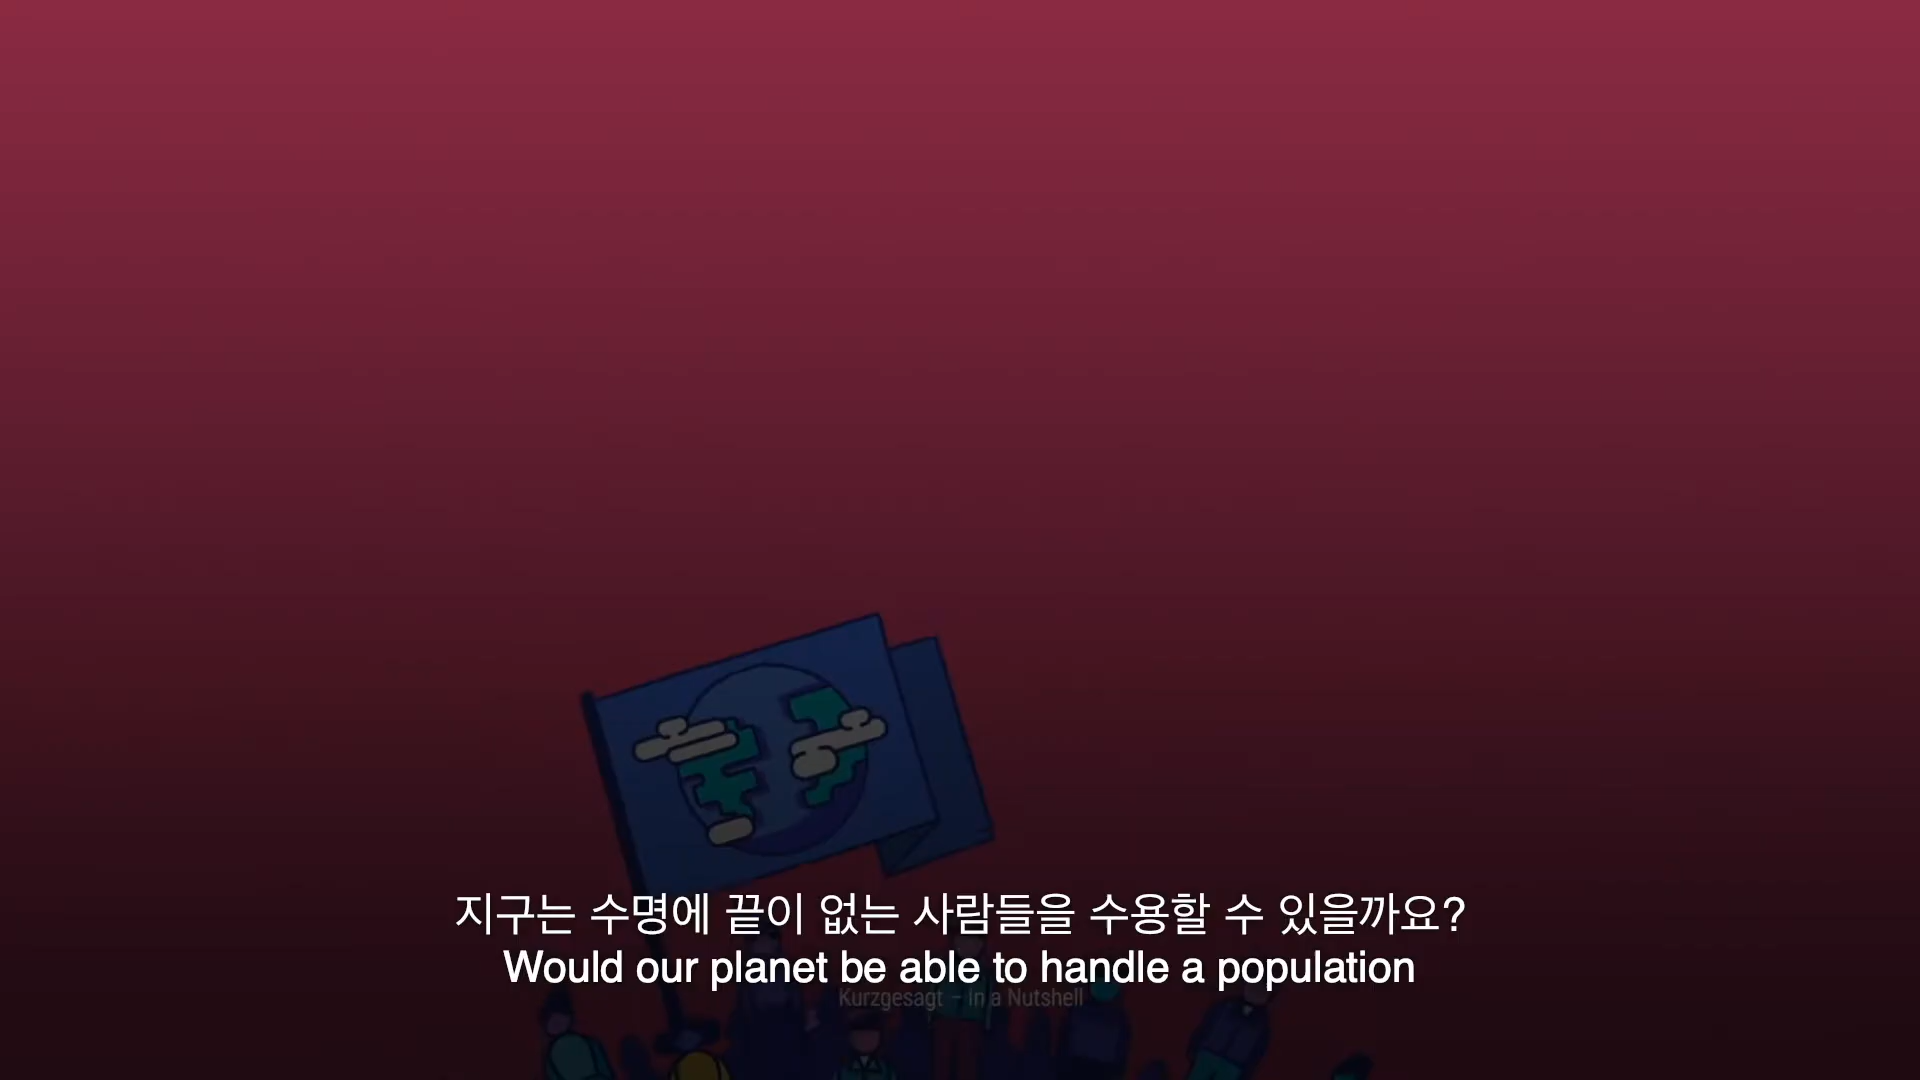 지구는 수명에 끝이 없는 사람들을 수용할 수 있을까요?
Would our planet be able to handle a population
Kurzgesagt – In a Nutshell